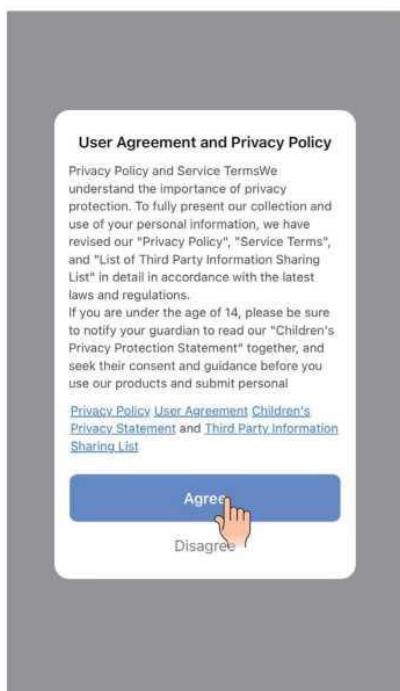 User Agreement and Privacy Policy
Privacy Policy and Service TermsWe
understand the importance of privacy
protection. To fully present our collection and
use of your personal information, we have
revised our "Privacy Policy", "Service Terms",
and "List of Third Party Information Sharing
List" in detail in accordance with the latest
laws and regulations.
If you are under the age of 14, please be sure
to notify your guardian to read our "Children's
Privacy Protection Statement" together, and
seek their consent and guidance before you
use our products and submit personal
Privacy Policy User Agreement Children's
Privacy Statement and Third Party Information
Sharing List
Agree
Disagree